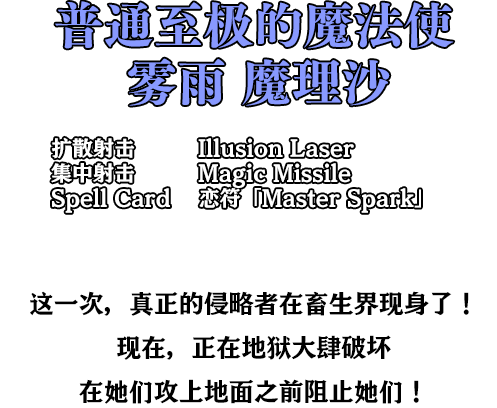 普通至极的魔法使
雾雨 魔理沙
扩散射击 Illusion Laser
集中射击 Magic Missile
Spell Card 恋符「Master Spark」
这一次，真正的侵略者在畜生界现身了！
现在，正在地狱大肆破坏
在她们攻上地面之前阻止她们！